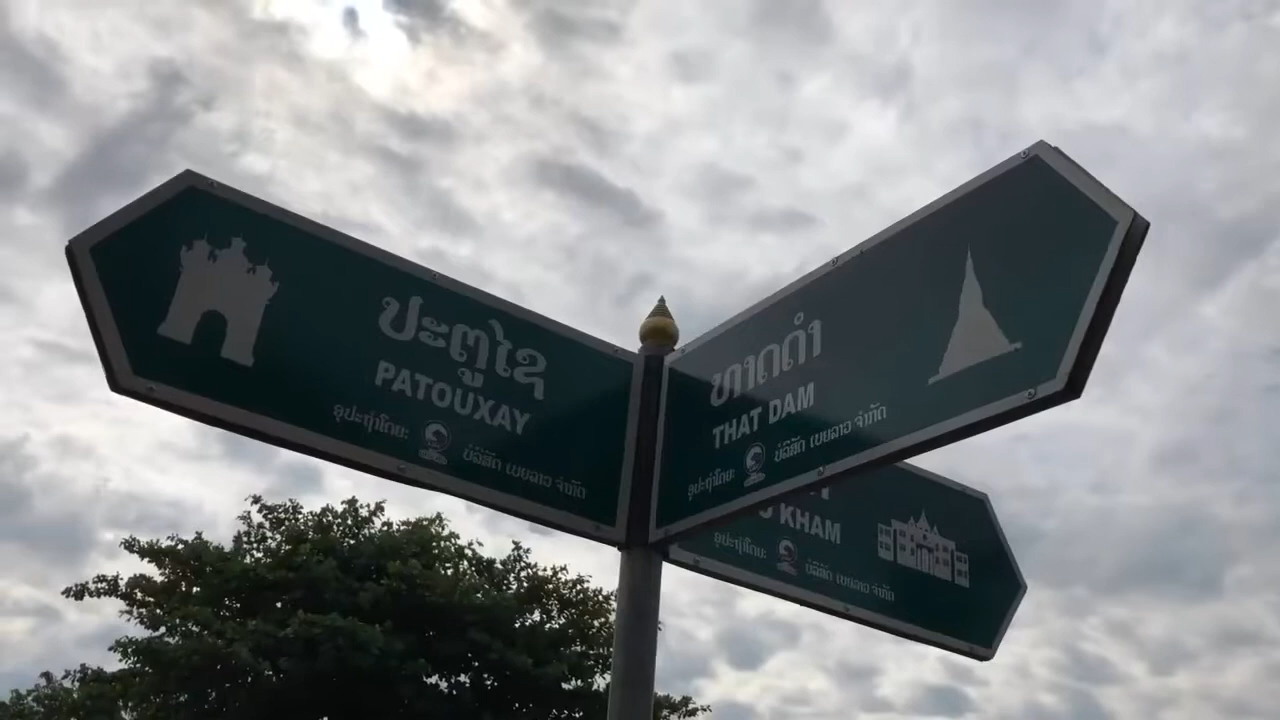 ປະຕູໄຊ
PATOUXAY
ອຸປະຖໍາໂດຍ: ບໍລິສັດ ເບຍລາວ ຈໍາກັດ
ທາດດໍາ
THAT DAM
ອຸປະຖໍາໂດຍ: ບໍລິສັດ ເບຍລາວ ຈໍາກັດ
KHAM
ອຸປະຖໍາໂດຍ: ບໍລິສັດ ເບຍລາວ ຈໍາກັດ